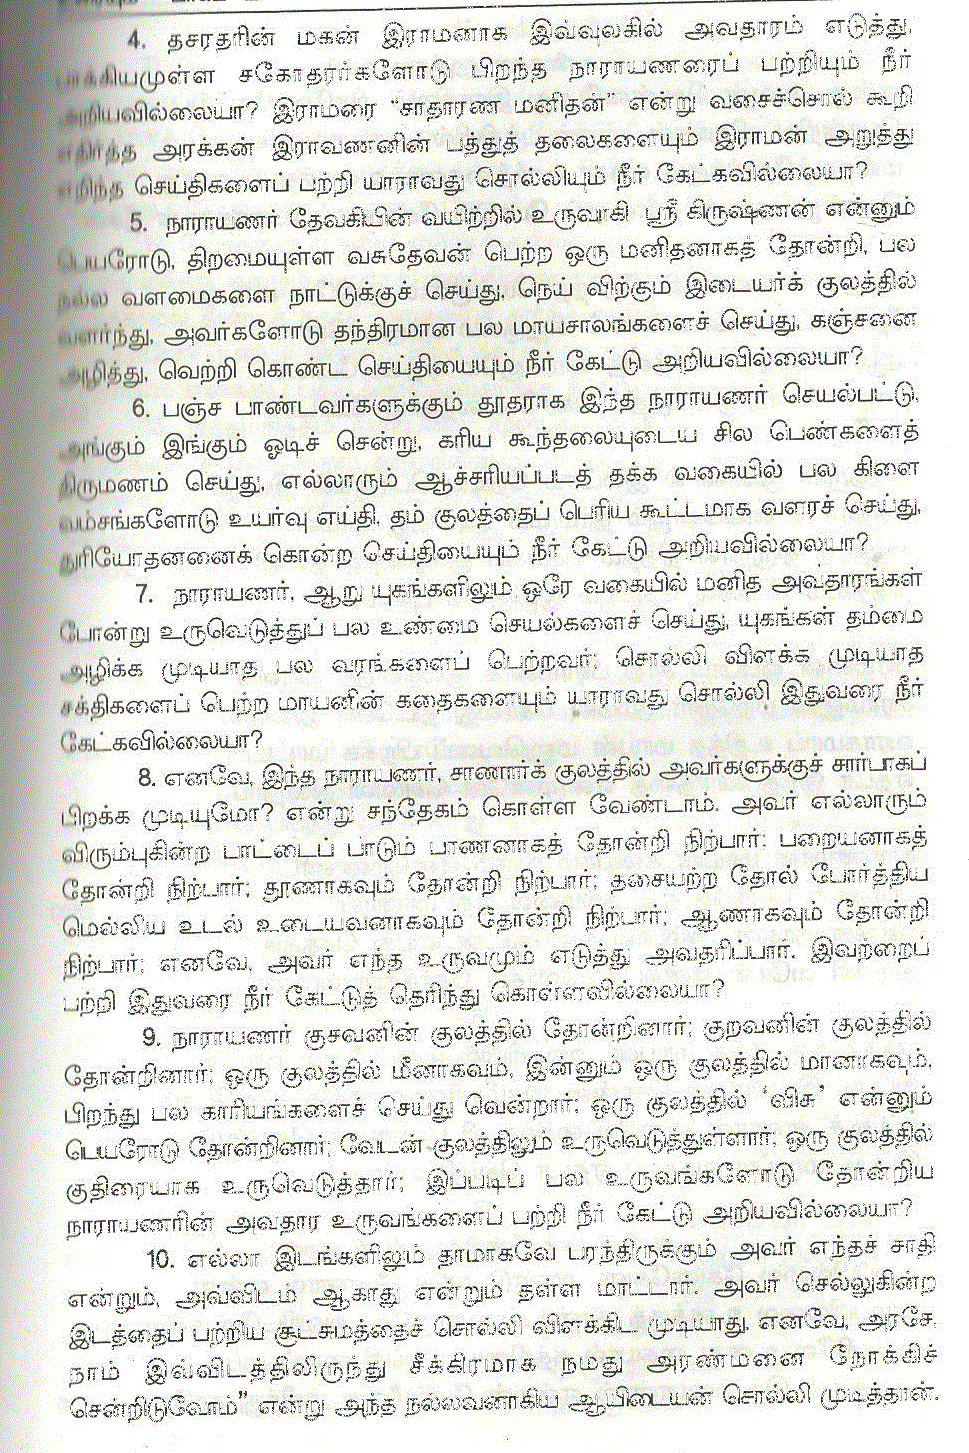 4. தசரதரின் மகன் இராமனாக இவ்வுலகில் அவதாரம் எடுத்து,
பாக்கியமுள்ள சகோதரர்களோடு பிறந்த நாராயணரைப் பற்றியும் நீர்
அறியவில்லையா? இராமரை “சாதாரண மனிதன்” என்று வசைச்சொல் கூறி
எதிர்த்த அரக்கன் இராவணனின் பத்துத் தலைகளையும் இராமன் அறுத்து
எறிந்த செய்திகளைப் பற்றி யாராவது சொல்லியும் நீர் கேட்கவில்லையா?
5. நாராயணர் தேவகியின் வயிற்றில் உருவாகி ஸ்ரீ கிருஷ்ணன் என்னும்
பெயரோடு, திறமையுள்ள வசுதேவன் பெற்ற ஒரு மனிதனாகத் தோன்றி, பல
நல்ல வளமைகளை நாட்டுக்குச் செய்து, நெய் விற்கும் இடையர்க் குலத்தில்
வளர்ந்து, அவர்களோடு தந்திரமான பல மாயசாலங்களைச் செய்து, கஞ்சனை
அழித்து, வெற்றி கொண்ட செய்தியையும் நீர் கேட்டு அறியவில்லையா?
6. பஞ்ச பாண்டவர்களுக்கும் தூதராக இந்த நாராயணர் செயல்பட்டு,
அங்கும் இங்கும் ஓடிச் சென்று, கரிய கூந்தலையுடைய சில பெண்களைத்
திருமணம் செய்து, எல்லாரும் ஆச்சரியப்படத் தக்க வகையில் பல கிளை
வம்சங்களோடு உயர்வு எய்தி, தம் குலத்தைப் பெரிய கூட்டமாக வளரச் செய்து,
துரியோதனனைக் கொன்ற செய்தியையும் நீர் கேட்டு அறியவில்லையா?
7. நாராயணர், ஆறு யுகங்களிலும் ஒரே வகையில் மனித அவதாரங்கள்
போன்று உருவெடுத்துப் பல உண்மை செயல்களைச் செய்து, யுகங்கள் தம்மை
அழிக்க முடியாத பல வரங்களைப் பெற்றவர்; சொல்லி விளக்க முடியாத
சக்திகளைப் பெற்ற மாயனின் கதைகளையும் யாராவது சொல்லி இதுவரை நீர்
கேட்கவில்லையா?
8. எனவே, இந்த நாராயணர், சாணார்க் குலத்தில் அவர்களுக்குச் சார்பாகப்
பிறக்க முடியுமோ? என்று சந்தேகம் கொள்ள வேண்டாம். அவர் எல்லாரும்
விரும்புகின்ற பாட்டைப் பாடும் பாணனாகத் தோன்றி நிற்பார்; பறையனாகத்
தோன்றி நிற்பார்; தூணாகவும் தோன்றி நிற்பார்; தசையற்ற தோல் போர்த்திய
மெல்லிய உடல் உடையவனாகவும் தோன்றி நிற்பார்; ஆணாகவும் தோன்றி
நிற்பார்; எனவே, அவர் எந்த உருவமும் எடுத்து அவதரிப்பார். இவற்றைப்
பற்றி இதுவரை நீர் கேட்டுத் தெரிந்து கொள்ளவில்லையா?
9. நாராயணர் குசவனின் குலத்தில் தோன்றினார்; குறவனின் குலத்தில்
தோன்றினார்; ஒரு குலத்தில் மீனாகவும், இன்னும் ஒரு குலத்தில் மானாகவும்,
பிறந்து பல காரியங்களைச் செய்து வென்றார்; ஒரு குலத்தில் ‘விசு’ என்னும்
பெயரோடு தோன்றினார்; வேடன் குலத்திலும் உருவெடுத்துள்ளார்; ஒரு குலத்தில்
குதிரையாக உருவெடுத்தார்; இப்படிப் பல உருவங்களோடு தோன்றிய
நாராயணரின் அவதார உருவங்களைப் பற்றி நீர் கேட்டு அறியவில்லையா?
10. எல்லா இடங்களிலும் தாமாகவே பரந்திருக்கும் அவர் எந்தச் சாதி
என்றும், அவ்விடம் ஆகாது என்றும் தள்ள மாட்டார். அவர் செல்லுகின்ற
இடத்தைப் பற்றிய சூட்சுமத்தைச் சொல்லி விளக்கிட முடியாது. எனவே, அரசே,
நாம் இவ்விடத்திலிருந்து சீக்கிரமாக நமது அரண்மனை நோக்கிச்
சென்றிடுவோம்” என்று அந்த நல்லவனாகிய ஆயிடையன் சொல்லி முடித்தான்.